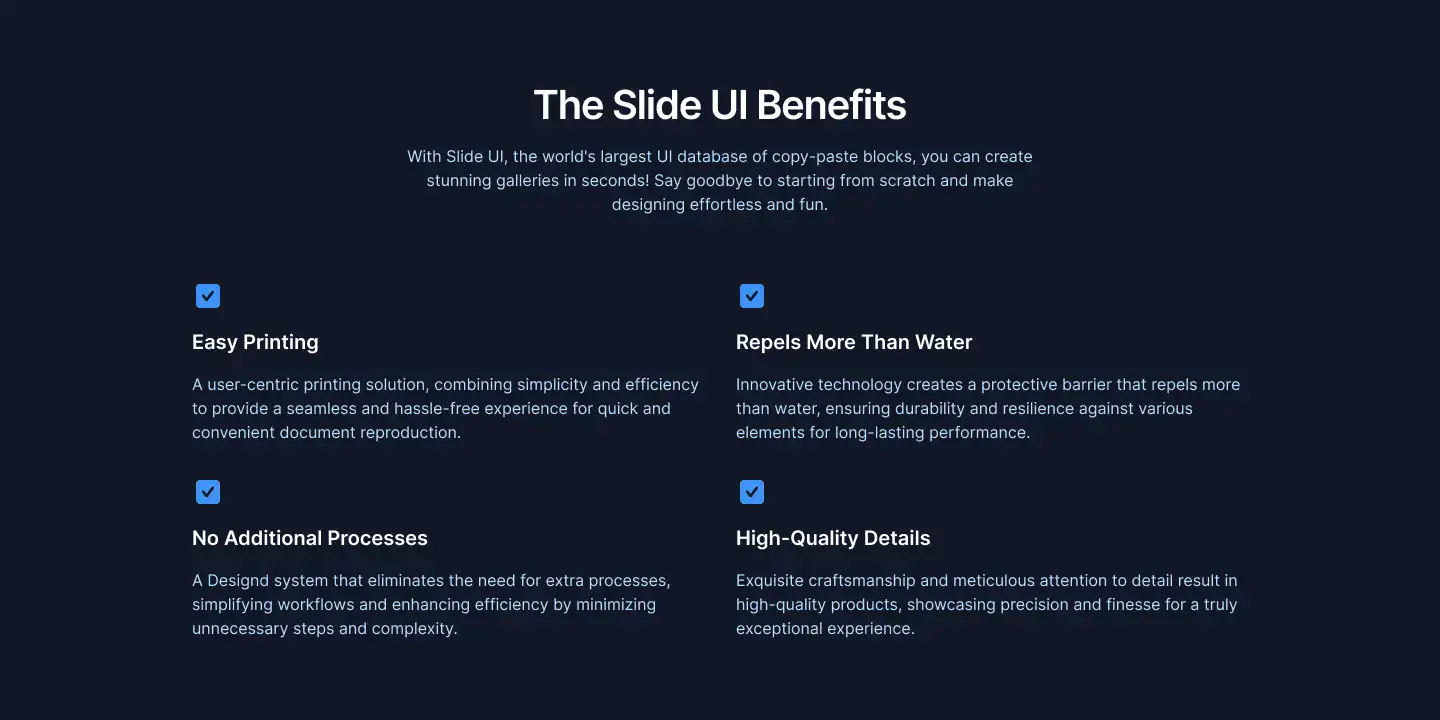 The Slide UI Benefits
With Slide UI, the world's largest UI database of copy-paste blocks, you can create
stunning galleries in seconds! Say goodbye to starting from scratch and make
designing effortless and fun.
Easy Printing
A user-centric printing solution, combining simplicity and efficiency
to provide a seamless and hassle-free experience for quick and
convenient document reproduction.
Repels More Than Water
Innovative technology creates a protective barrier that repels more
than water, ensuring durability and resilience against various
elements for long-lasting performance.
No Additional Processes
A Designd system that eliminates the need for extra processes,
simplifying workflows and enhancing efficiency by minimizing
unnecessary steps and complexity.
High-Quality Details
Exquisite craftsmanship and meticulous attention to detail result in
high-quality products, showcasing precision and finesse for a truly
exceptional experience.